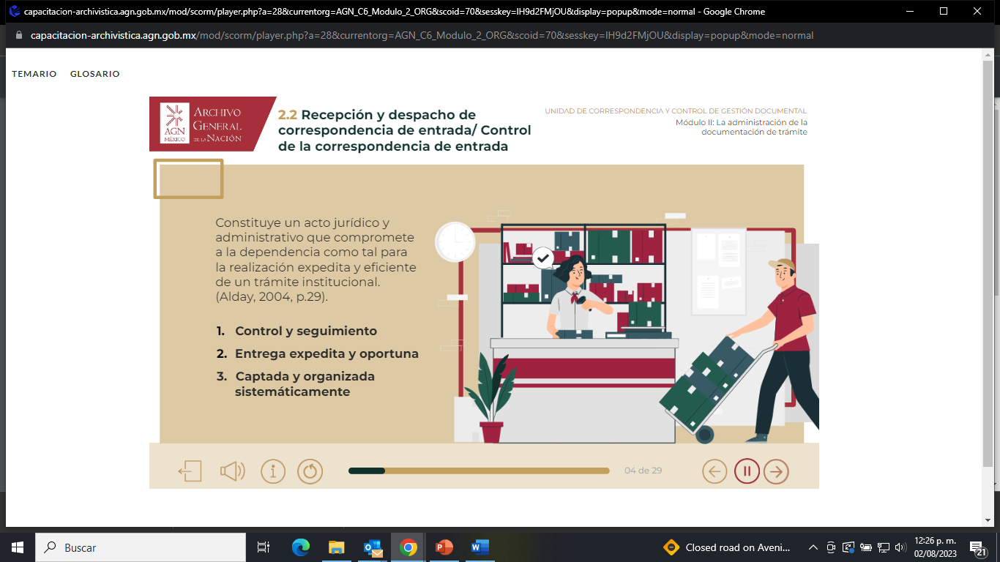 capacitacion-archivistica.agn.gob.mx/mod/scorm/player.php?a=28&currentorg=AGN_C6_Modulo_2_ORG&scoid=70&sesskey=IH9d2FMjOU&display=popup&mode=normal - Google Chrome
capacitacion-archivistica.agn.gob.mx/mod/scorm/player.php?a=28&currentorg=AGN_C6_Modulo_2_ORG&scoid=70&sesskey=IH9d2FMjOU&display=popup&mode=normal
TEMARIO GLOSARIO
AGN
MÉXICO
ARCHIVO
GENERAL
DE LA NACIÓN
2.2 Recepción y despacho de
correspondencia de entrada/ Control
de la correspondencia de entrada
UNIDAD DE CORRESPONDENCIA Y CONTROL DE GESTIÓN DOCUMENTAL
Módulo II: La administración de la
documentación de trámite
Constituye un acto jurídico y
administrativo que compromete
a la dependencia como tal para
la realización expedita y eficiente
de un trámite institucional.
(Alday, 2004, p.29).
1. Control y seguimiento
2. Entrega expedita y oportuna
3. Captada y organizada
sistemáticamente
04 de 29
Buscar
Closed road on Aveni...
12:26 p. m.
02/08/2023
21